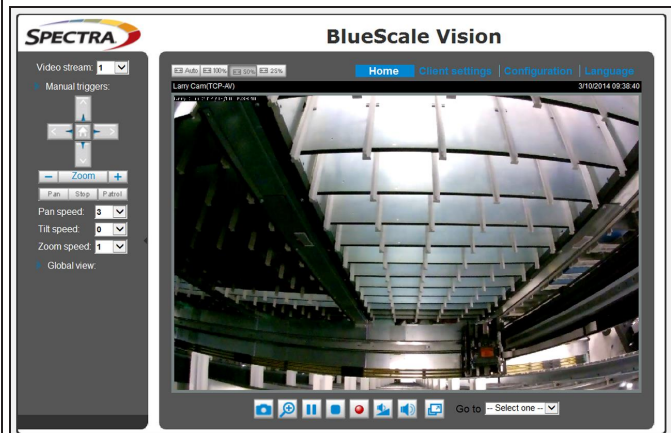 SPECTRA
BlueScale Vision
Video stream: 1
Manual triggers:
Zoom
Pan Stop Patrol
Pan speed: 3
Tilt speed: 0
Zoom speed: 1
Global view:
Auto 100% 50% 25%
Home Client settings Configuration Language
Larry Cam(TCP-AV) 3/10/2014 09:38:40
Go to -- Select one --